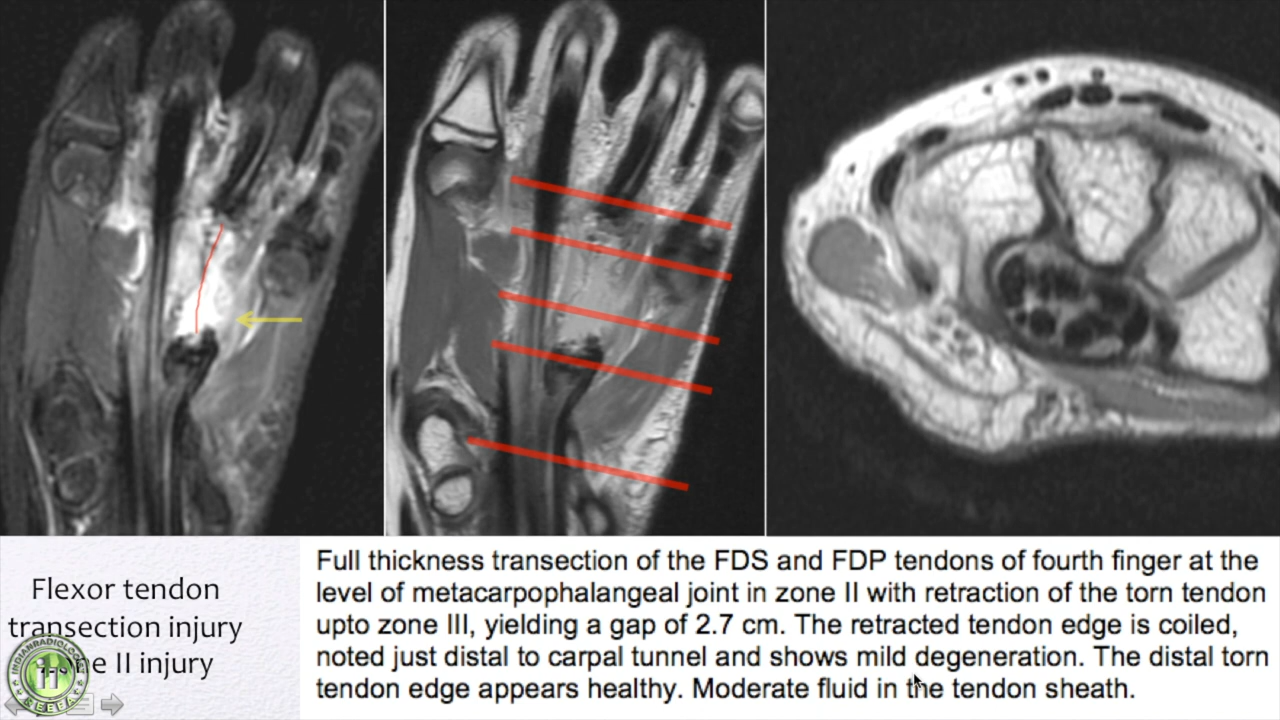 Full thickness transection of the FDS and FDP tendons of fourth finger at the
level of metacarpophalangeal joint in zone II with retraction of the torn tendon
upto zone III, yielding a gap of 2.7 cm. The retracted tendon edge is coiled,
noted just distal to carpal tunnel and shows mild degeneration. The distal torn
tendon edge appears healthy. Moderate fluid in the tendon sheath.
Flexor tendon
transection injury
II injury